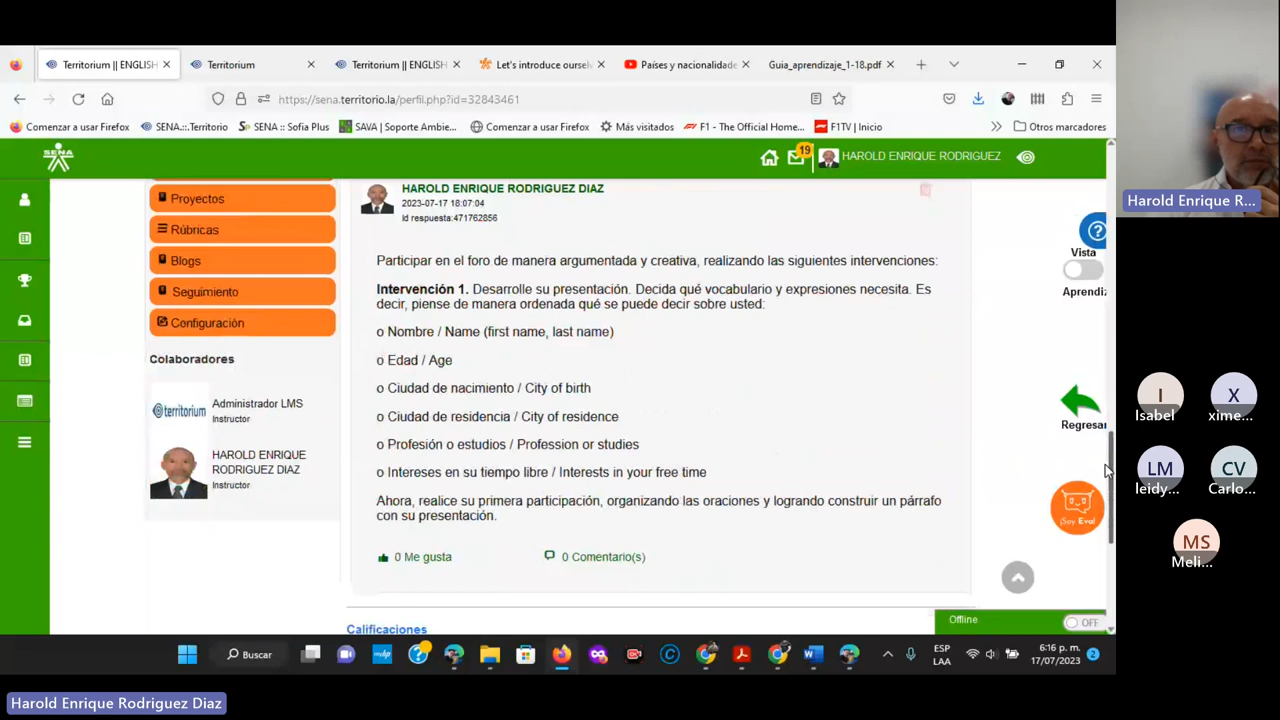 Territorium || ENGLISH
Territorium
Territorium || ENGLISH
Let's introduce oursel
Países y nacionalidade
Guia_aprendizaje_1-18.pdf
https://sena.territorio.la/perfil.php?id=32843461
Comenzar a usar Firefox
SENA.::.Territorio
SENA :: Sofia Plus
SAVA | Soporte Ambie...
Comenzar a usar Firefox
Más visitados
F1 - The Official Home...
F1TV | Inicio
Otros marcadores
SENA
19
HAROLD ENRIQUE RODRIGUEZ
Proyectos
Rúbricas
Blogs
Seguimiento
Configuración
Colaboradores
territorium
Administrador LMS
Instructor
HAROLD ENRIQUE
RODRIGUEZ DIAZ
Instructor
HAROLD ENRIQUE RODRIGUEZ DIAZ
2023-07-17 18:07:04
Id respuesta:471762856
Participar en el foro de manera argumentada y creativa, realizando las siguientes intervenciones:
Intervención 1. Desarrolle su presentación. Decida qué vocabulario y expresiones necesita. Es
decir, piense de manera ordenada qué se puede decir sobre usted:
o Nombre / Name (first name, last name)
o Edad / Age
o Ciudad de nacimiento / City of birth
o Ciudad de residencia / City of residence
o Profesión o estudios / Profession or studies
o Intereses en su tiempo libre / Interests in your free time
Ahora, realice su primera participación, organizando las oraciones y logrando construir un párrafo
con su presentación.
0 Me gusta
0 Comentario(s)
Calificaciones
?
Vista
Aprendiz
Regresar
¡Soy Eval
Offline
OFF
Buscar
ESP
LAA
6:16 p. m.
17/07/2023
2
Harold Enrique R...
I
Isabel
X
xime...
LM
leidy...
CV
Carlo...
MS
Meli...
Harold Enrique Rodriguez Diaz